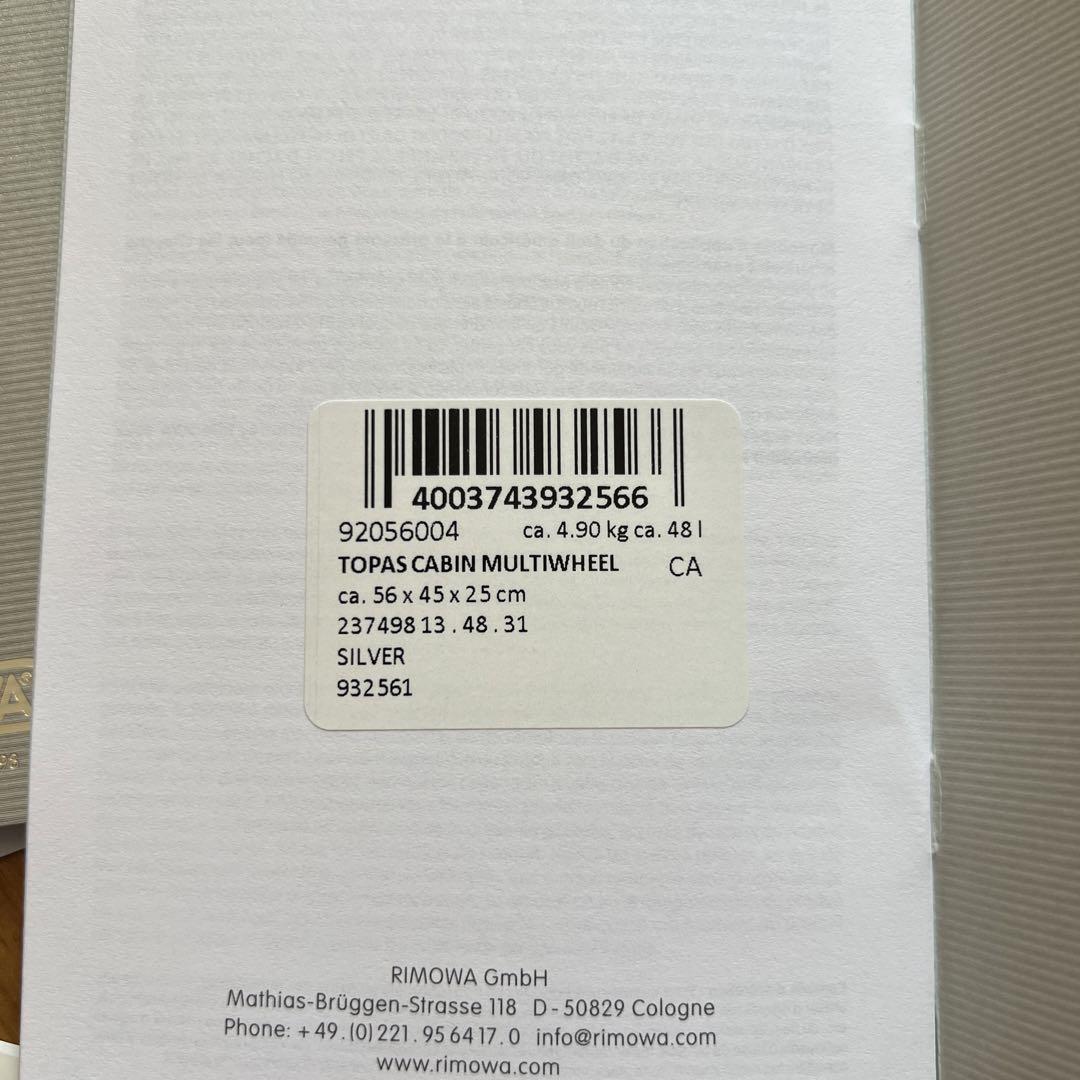 4003743932566
92056004 ca. 4.90 kg ca. 48 l
TOPAS CABIN MULTIWHEEL CA
ca. 56 x 45 x 25 cm
23749813 . 48 . 31
SILVER
932561
RIMOWA GmbH
Mathias-Brüggen-Strasse 118 D - 50829 Cologne
Phone: + 49 . (0) 221 . 95 64 17 . 0 info@rimowa.com
www.rimowa.com